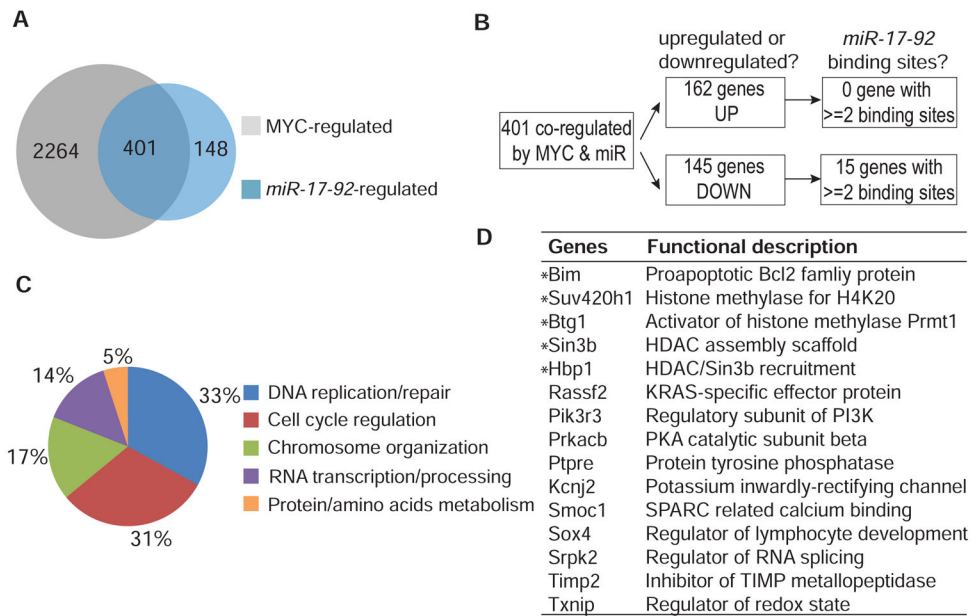 A
2264
401
148
MYC-regulated
miR-17-92-regulated
B
upregulated or
downregulated?
miR-17-92
binding sites?
401 co-regulated
by MYC & miR
162 genes
UP
0 gene with
>=2 binding sites
145 genes
DOWN
15 genes with
>=2 binding sites
C
5%
14%
33%
17%
31%
DNA replication/repair
Cell cycle regulation
Chromosome organization
RNA transcription/processing
Protein/amino acids metabolism
D
Genes Functional description
*Bim Proapoptotic Bcl2 famliy protein
*Suv420h1 Histone methylase for H4K20
*Btg1 Activator of histone methylase Prmt1
*Sin3b HDAC assembly scaffold
*Hbp1 HDAC/Sin3b recruitment
Rassf2 KRAS-specific effector protein
Pik3r3 Regulatory subunit of PI3K
Prkacb PKA catalytic subunit beta
Ptpre Protein tyrosine phosphatase
Kcnj2 Potassium inwardly-rectifying channel
Smoc1 SPARC related calcium binding
Sox4 Regulator of lymphocyte development
Srpk2 Regulator of RNA splicing
Timp2 Inhibitor of TIMP metallopeptidase
Txnip Regulator of redox state